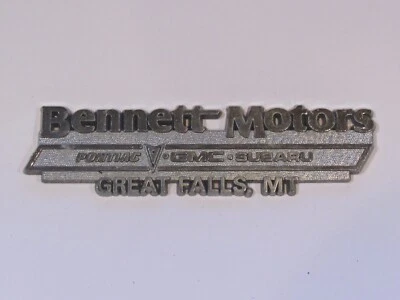 Bennett Motors
PONTIAC · GMC · SUBARU
GREAT FALLS, MT